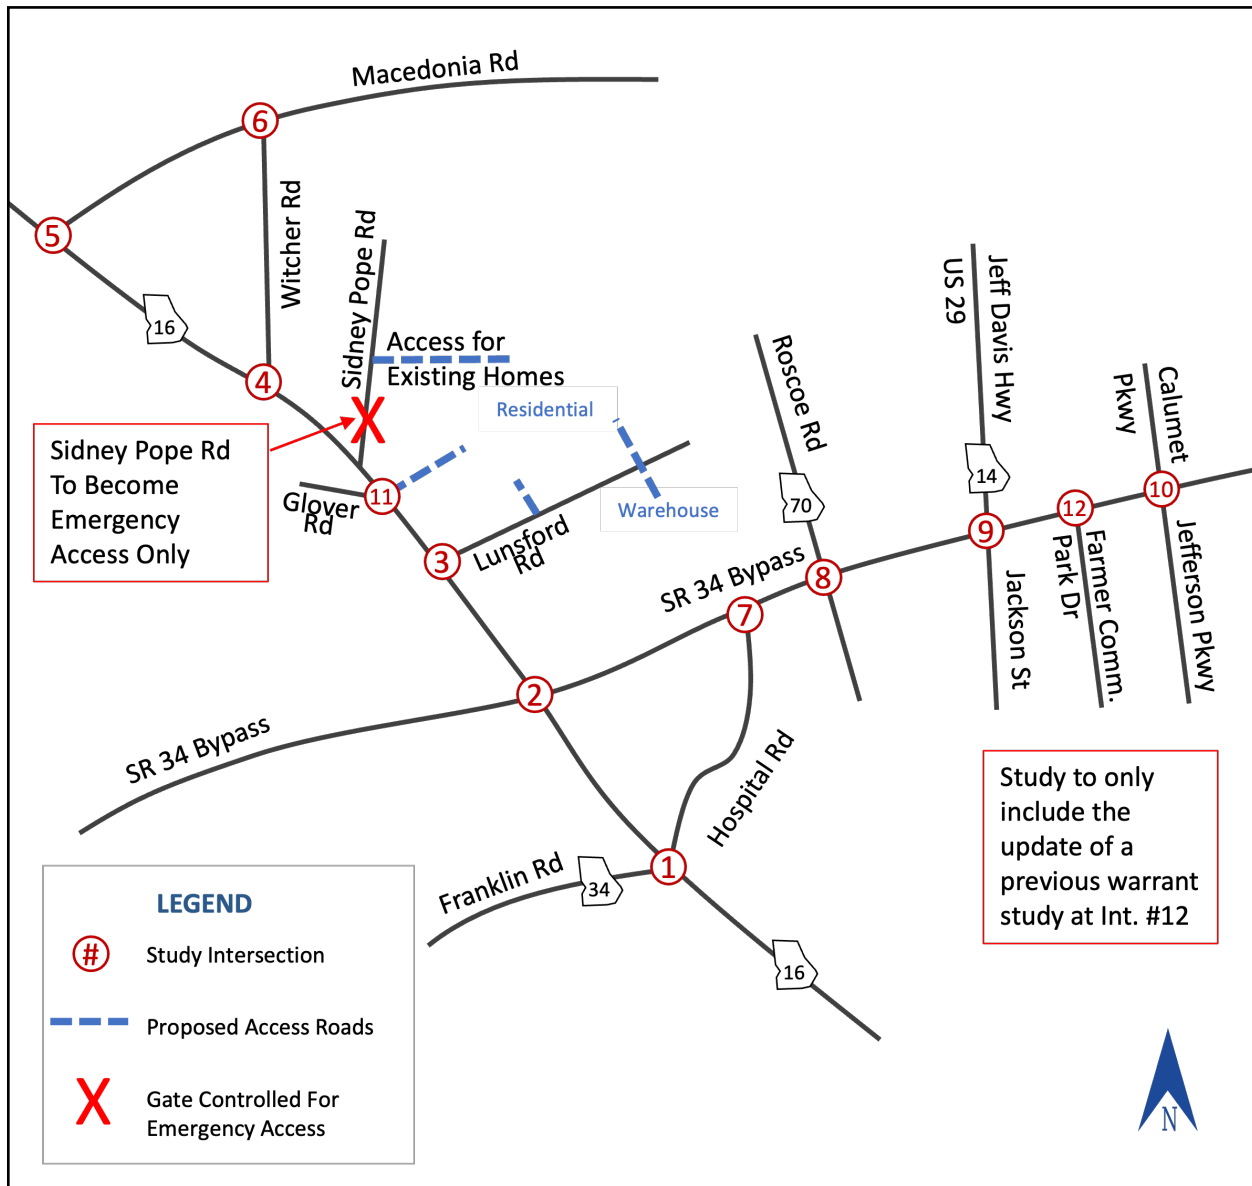 Macedonia Rd
6
5
Witcher Rd
Sidney Pope Rd
16
4
Access for
Existing Homes
Residential
Sidney Pope Rd
To Become
Emergency
Access Only
Glover
Rd
11
3
Lunsford
Rd
Warehouse
Roscoe Rd
70
US 29
Jeff Davis Hwy
14
Calumet
Pkwy
10
12
9
8
7
SR 34 Bypass
Jackson St
Farmer Comm.
Park Dr
Jefferson Pkwy
2
SR 34 Bypass
Hospital Rd
1
Franklin Rd
34
16
Study to only
include the
update of a
previous warrant
study at Int. #12
LEGEND
# Study Intersection
Proposed Access Roads
X Gate Controlled For
Emergency Access
N